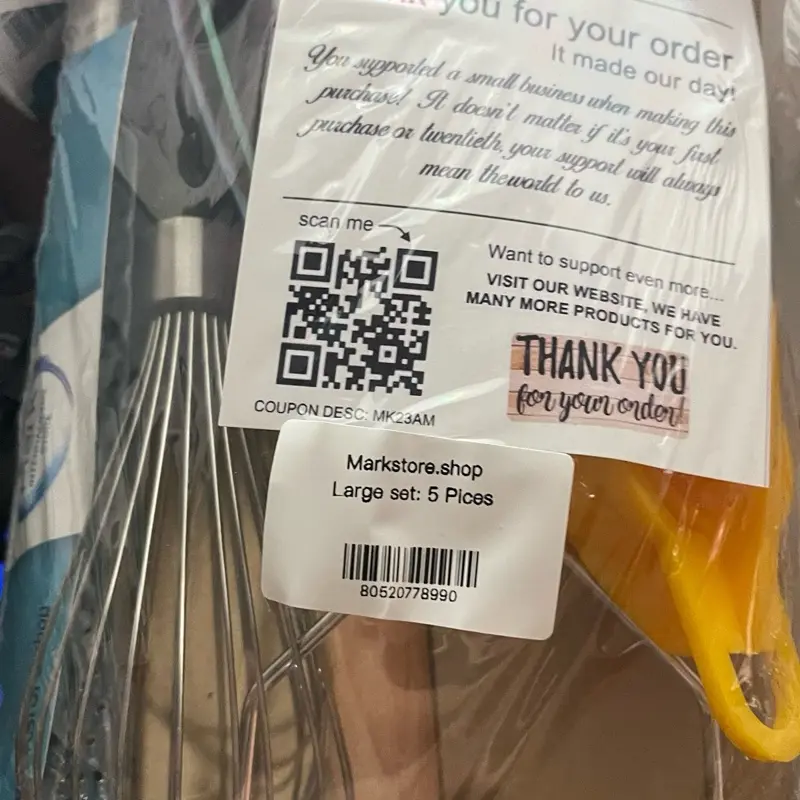 you for your order
It made our day!
You supported a small business when making this
purchase! It doesn't matter if it's your first
purchase or twentieth, your support will always
mean theworld to us.
scan me
Want to support even more...
VISIT OUR WEBSITE, WE HAVE
MANY MORE PRODUCTS FOR YOU.
THANK YOU
for your order!
COUPON DESC: MK23AM
Markstore.shop
Large set: 5 Pices
80520778990